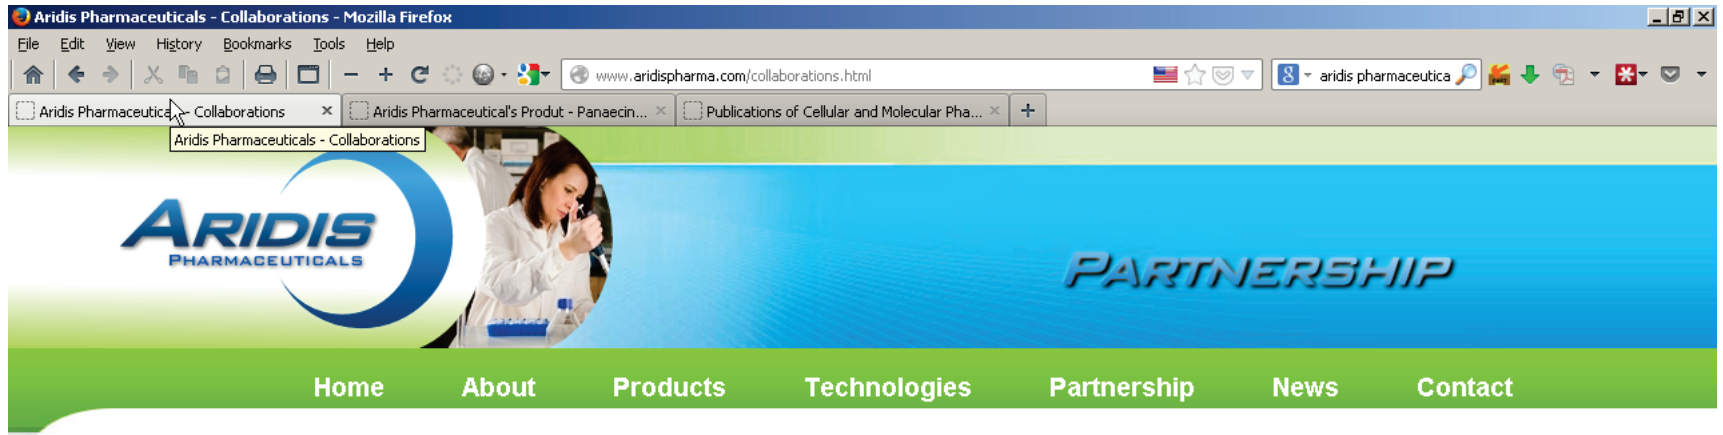 Aridis Pharmaceuticals - Collaborations - Mozilla Firefox
File Edit View History Bookmarks Tools Help
www.aridispharma.com/collaborations.html 8 aridis pharmaceutica
Aridis Pharmaceutica - Collaborations × Aridis Pharmaceutical's Produt - Panaecin... × Publications of Cellular and Molecular Pha... × +
Aridis Pharmaceuticals - Collaborations
ARIDIS
PHARMACEUTICALS
PARTNERSHIP
Home About Products Technologies Partnership News Contact